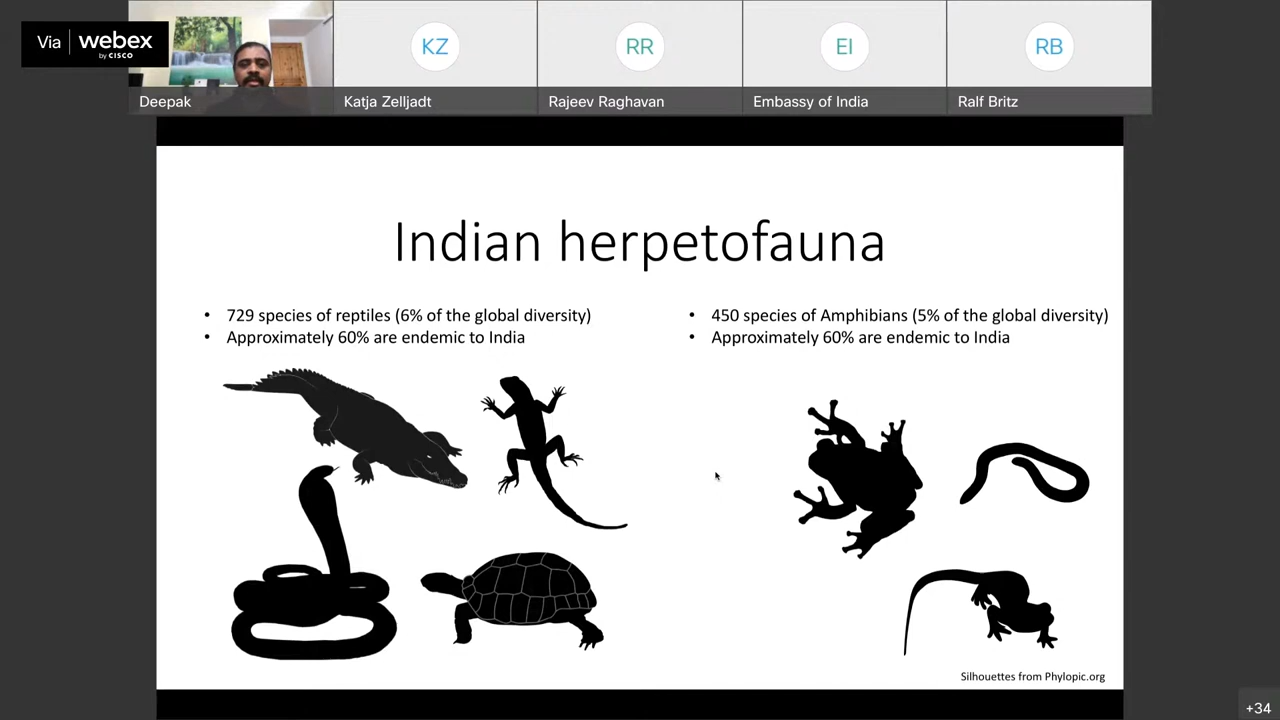 Via webex
by CISCO
KZ
RR
EI
RB
Deepak
Katja Zelljadt
Rajeev Raghavan
Embassy of India
Ralf Britz
Indian herpetofauna
• 729 species of reptiles (6% of the global diversity)
• Approximately 60% are endemic to India
• 450 species of Amphibians (5% of the global diversity)
• Approximately 60% are endemic to India
Silhouettes from Phylopic.org
+34